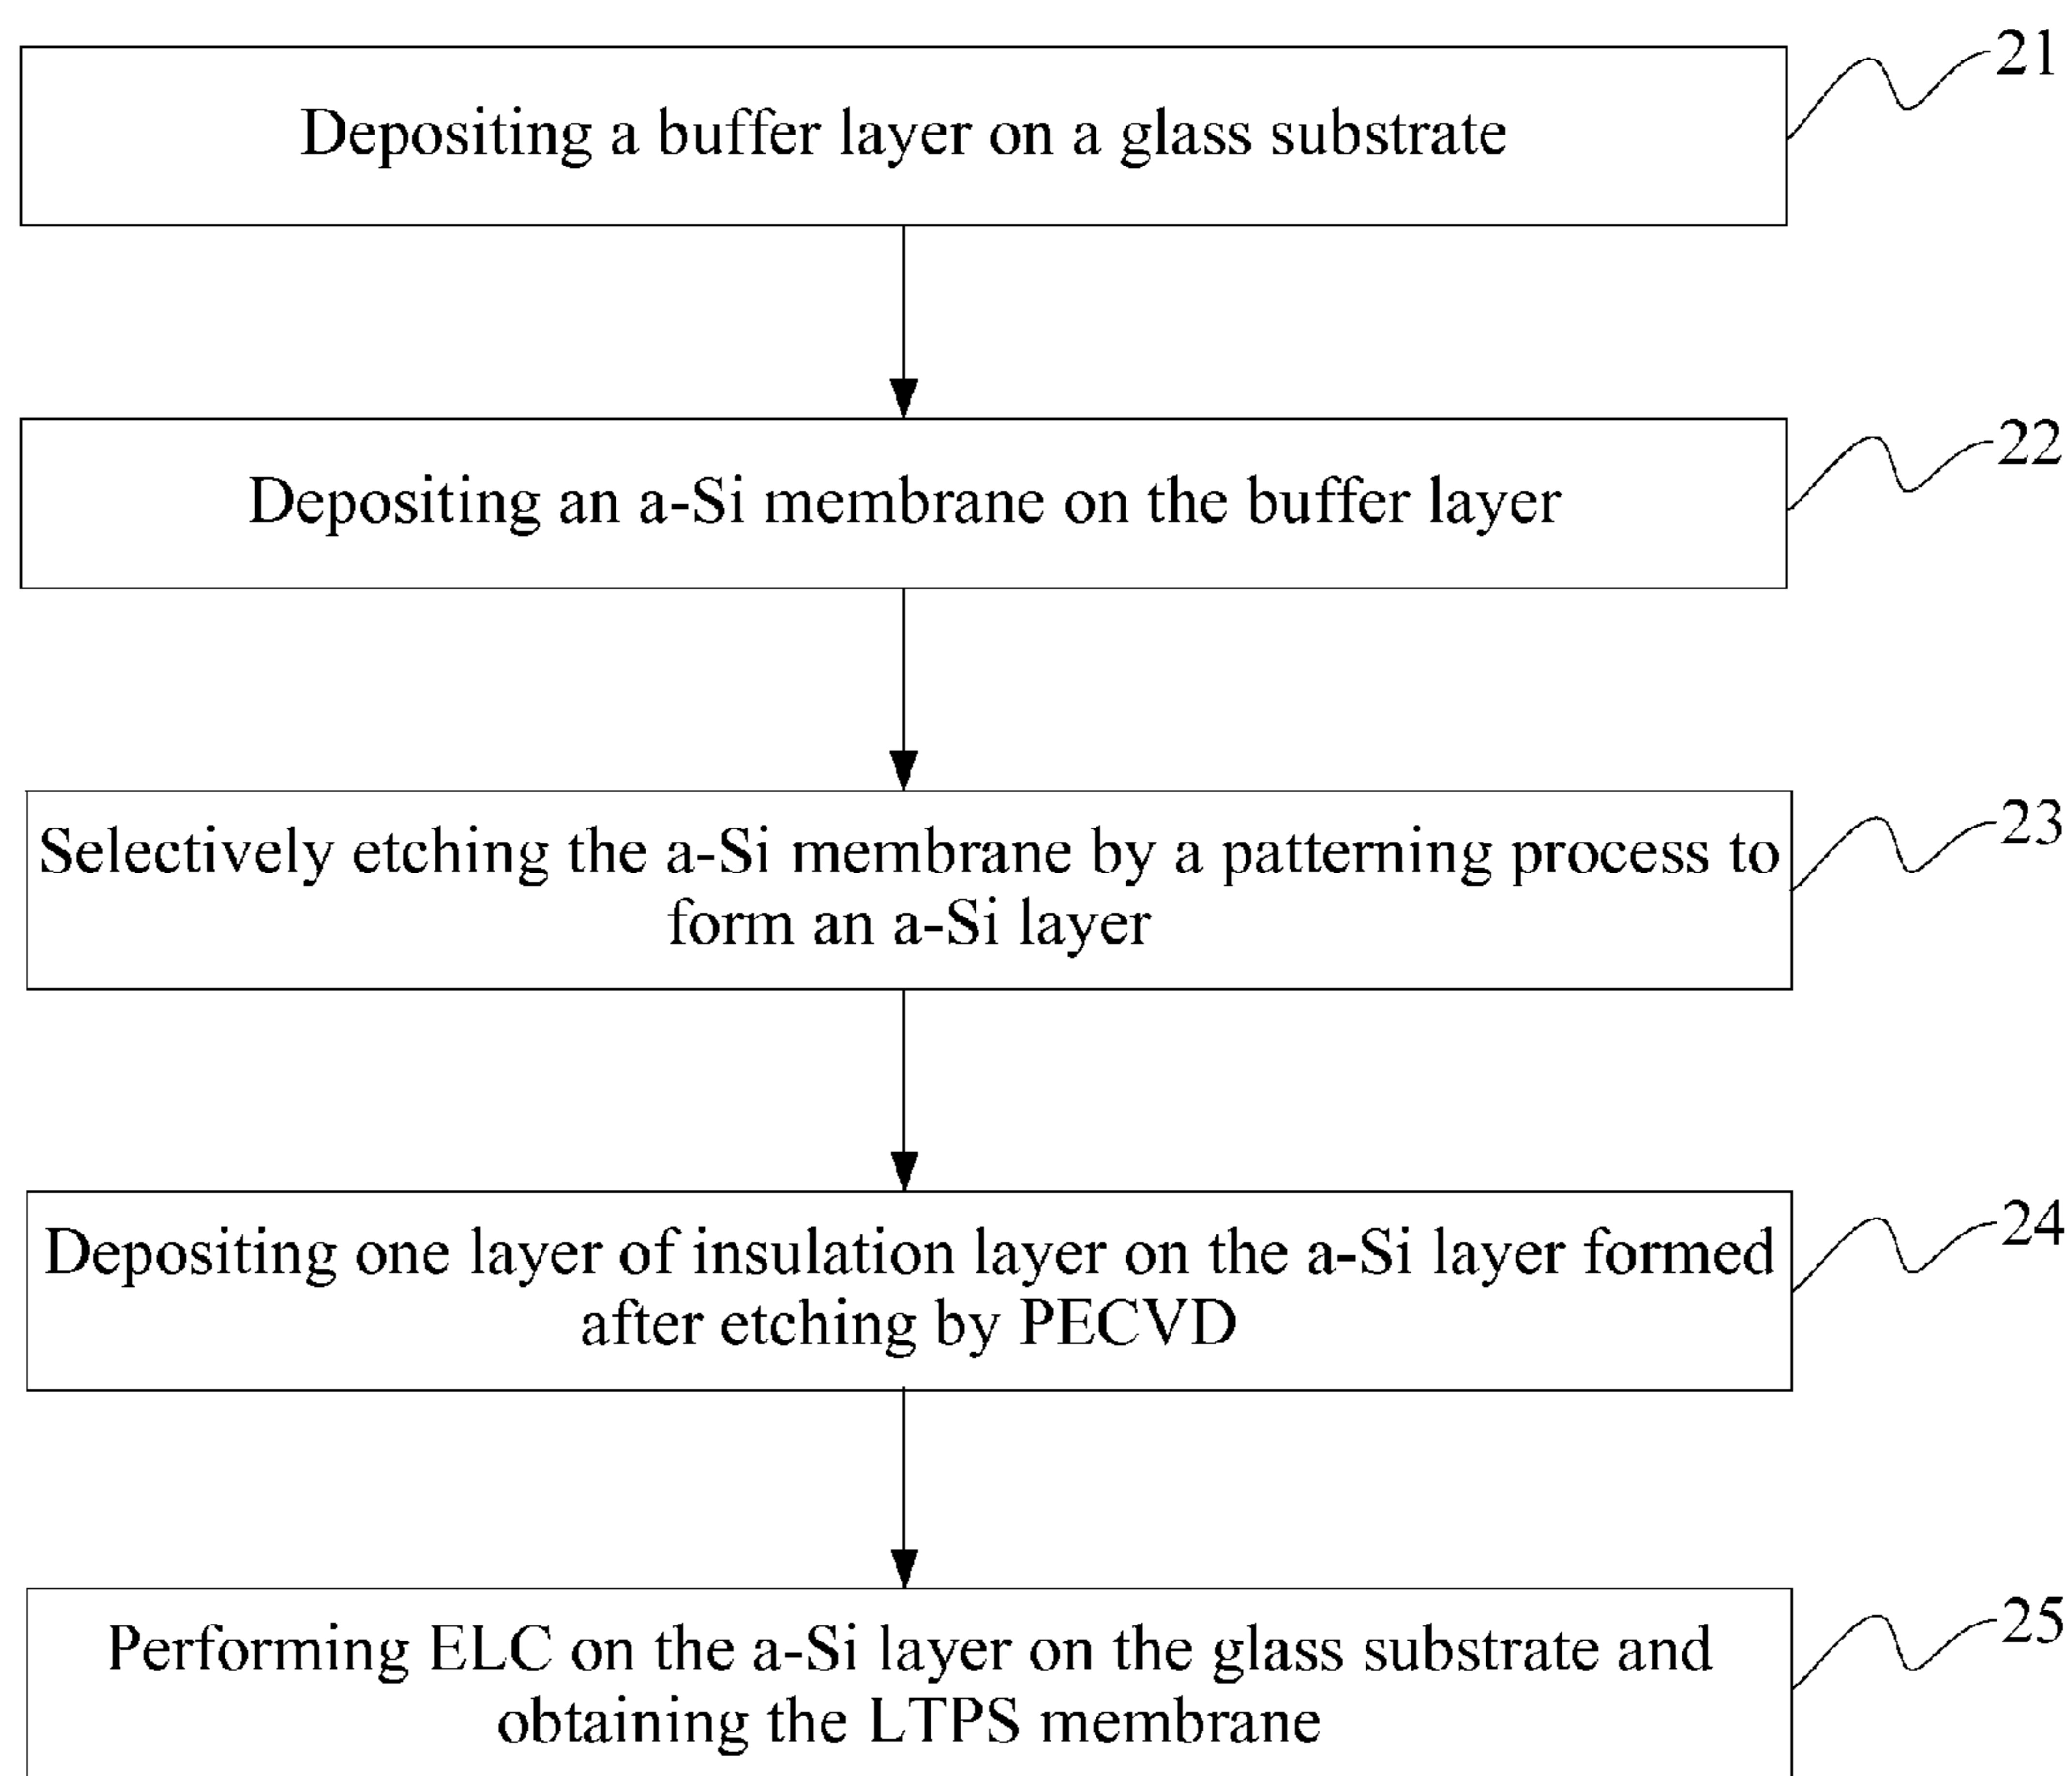 21
Depositing a buffer layer on a glass substrate
22
Depositing an a-Si membrane on the buffer layer
23
Selectively etching the a-Si membrane by a patterning process to
form an a-Si layer
24
Depositing one layer of insulation layer on the a-Si layer formed
after etching by PECVD
25
Performing ELC on the a-Si layer on the glass substrate and
obtaining the LTPS membrane